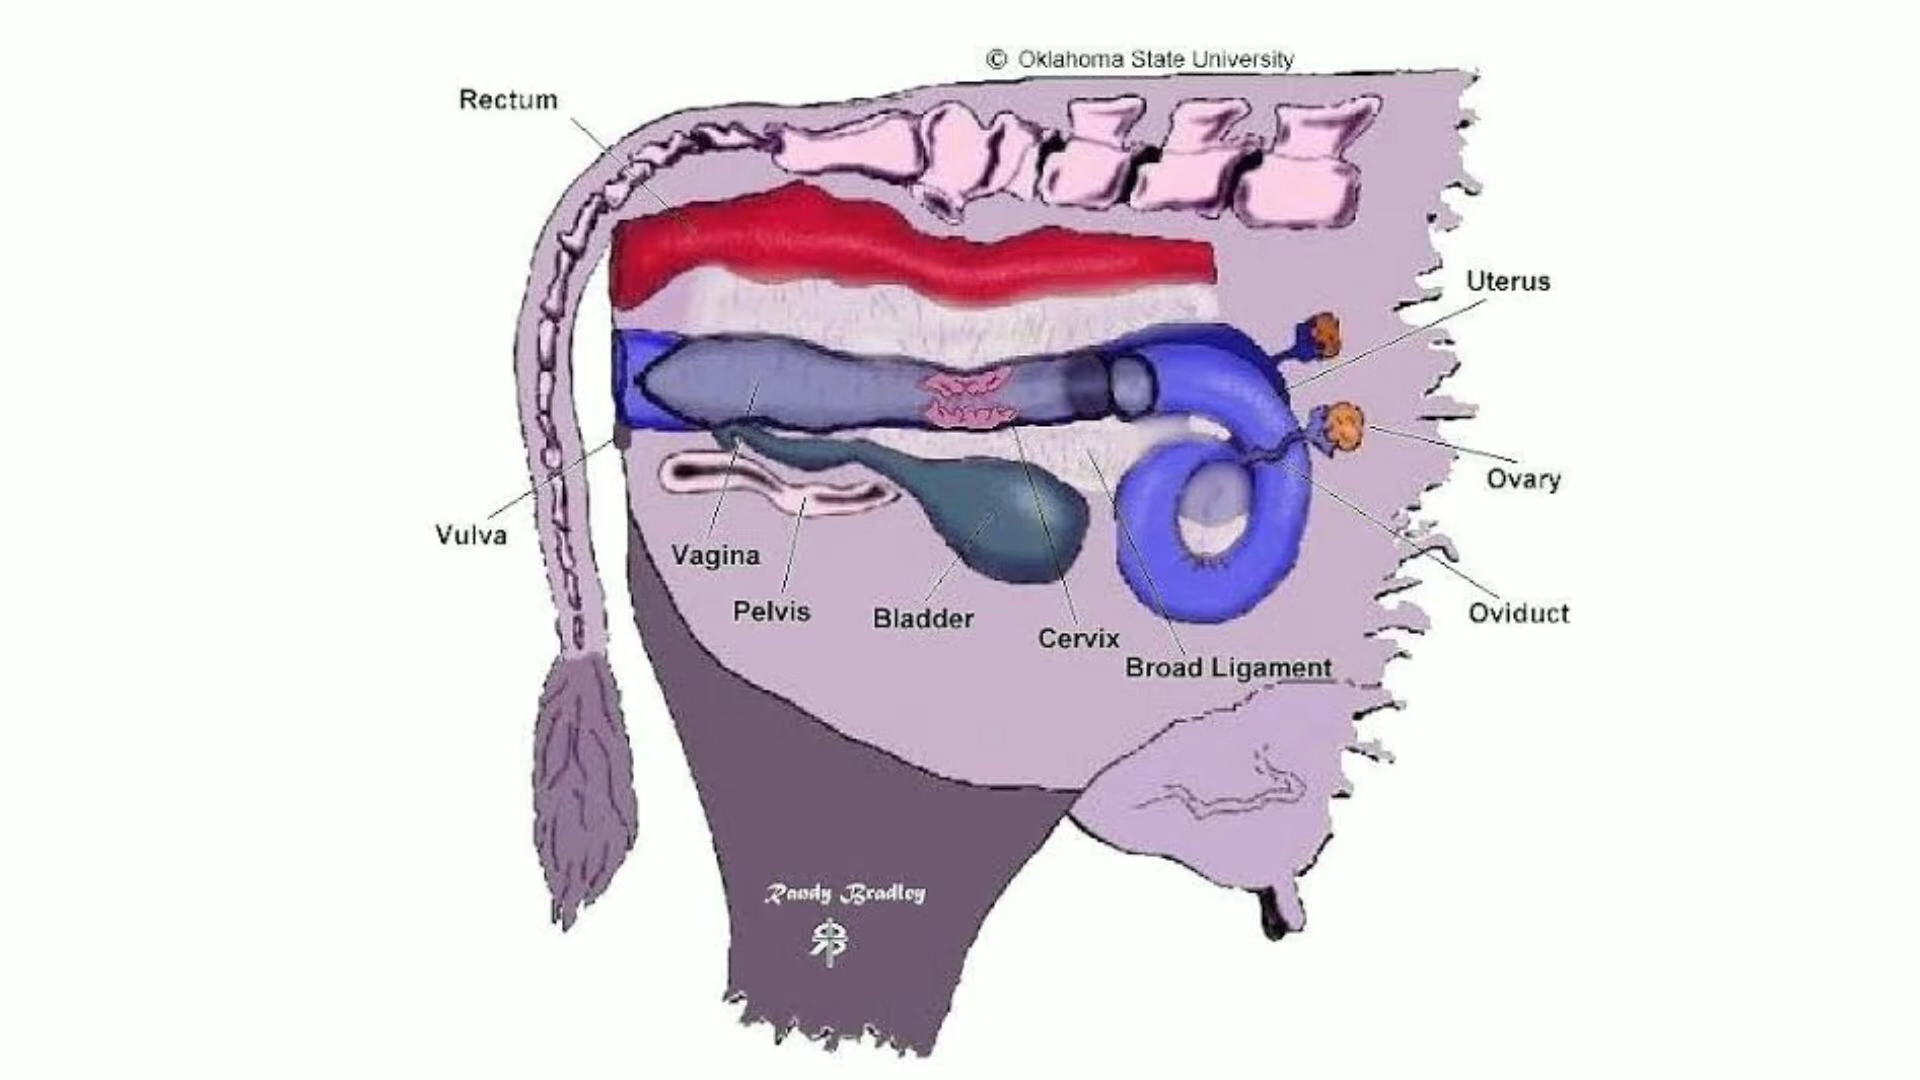 © Oklahoma State University
Rectum
Uterus
Ovary
Vulva
Vagina
Pelvis
Bladder
Cervix
Oviduct
Broad Ligament
Randy Bradley